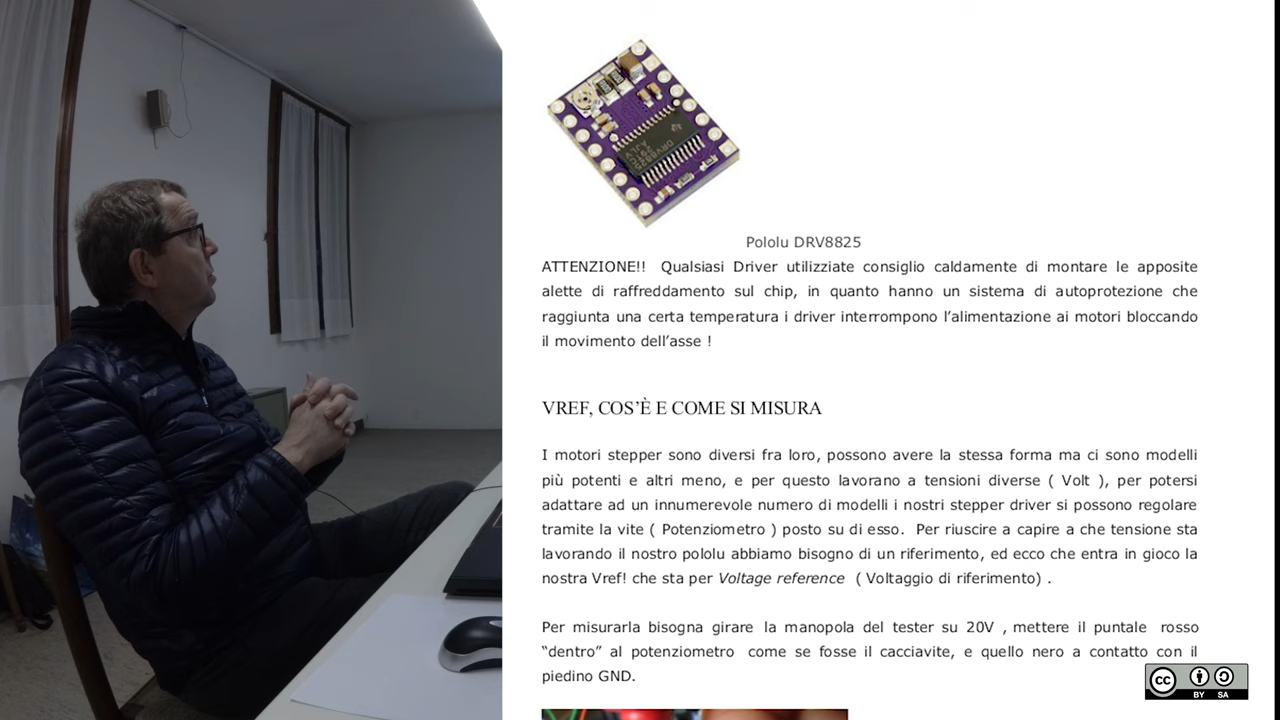 Pololu DRV8825
ATTENZIONE!! Qualsiasi Driver utilizziate consiglio caldamente di montare le apposite
alette di raffreddamento sul chip, in quanto hanno un sistema di autoprotezione che
raggiunta una certa temperatura i driver interrompono l'alimentazione ai motori bloccando
il movimento dell'asse !
VREF, COS'È E COME SI MISURA
I motori stepper sono diversi fra loro, possono avere la stessa forma ma ci sono modelli
più potenti e altri meno, e per questo lavorano a tensioni diverse ( Volt ), per potersi
adattare ad un innumerevole numero di modelli i nostri stepper driver si possono regolare
tramite la vite ( Potenziometro ) posto su di esso. Per riuscire a capire a che tensione sta
lavorando il nostro pololu abbiamo bisogno di un riferimento, ed ecco che entra in gioco la
nostra Vref! che sta per Voltage reference ( Voltaggio di riferimento) .
Per misurarla bisogna girare la manopola del tester su 20V , mettere il puntale rosso
“dentro” al potenziometro come se fosse il cacciavite, e quello nero a contatto con il
piedino GND.
cc
BY SA